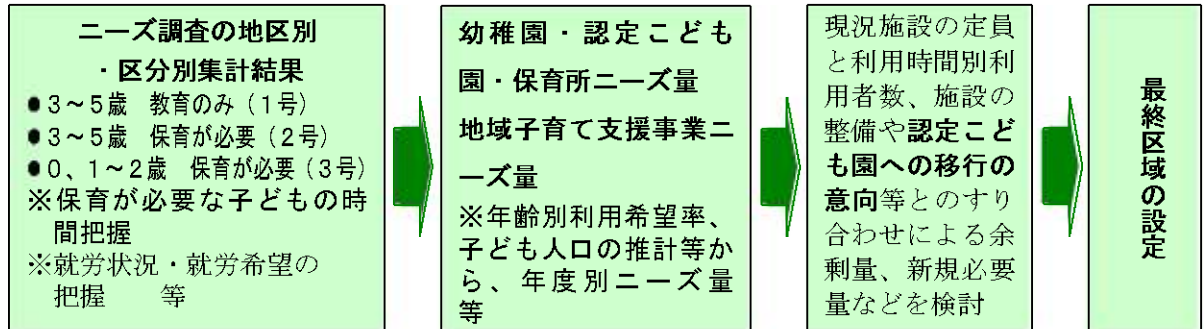 ニーズ調査の地区別
・区分別集計結果
●3～5歳 教育のみ（1号）
●3～5歳 保育が必要（2号）
●0、1～2歳 保育が必要（3号）
※保育が必要な子どもの時
間把握
※就労状況・就労希望の
把握 等
幼稚園・認定こども
園・保育所ニーズ量
地域子育て支援事業ニ
ーズ量
※年齢別利用希望率、
子ども人口の推計等か
ら、年度別ニーズ量
等
現況施設の定員
と利用時間別利
用者数、施設の
整備や認定こど
も園への移行の
意向等とのすり
合わせによる余
剰量、新規必要
量などを検討
最終区域の設定